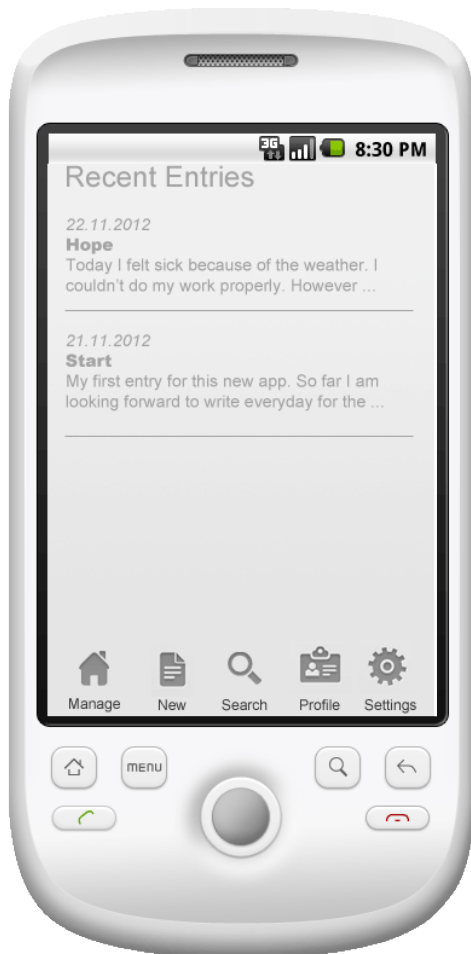 3G 8:30 PM
Recent Entries
22.11.2012
Hope
Today I felt sick because of the weather. I
couldn't do my work properly. However ...
21.11.2012
Start
My first entry for this new app. So far I am
looking forward to write everyday for the ...
Manage New Search Profile Settings
MENU